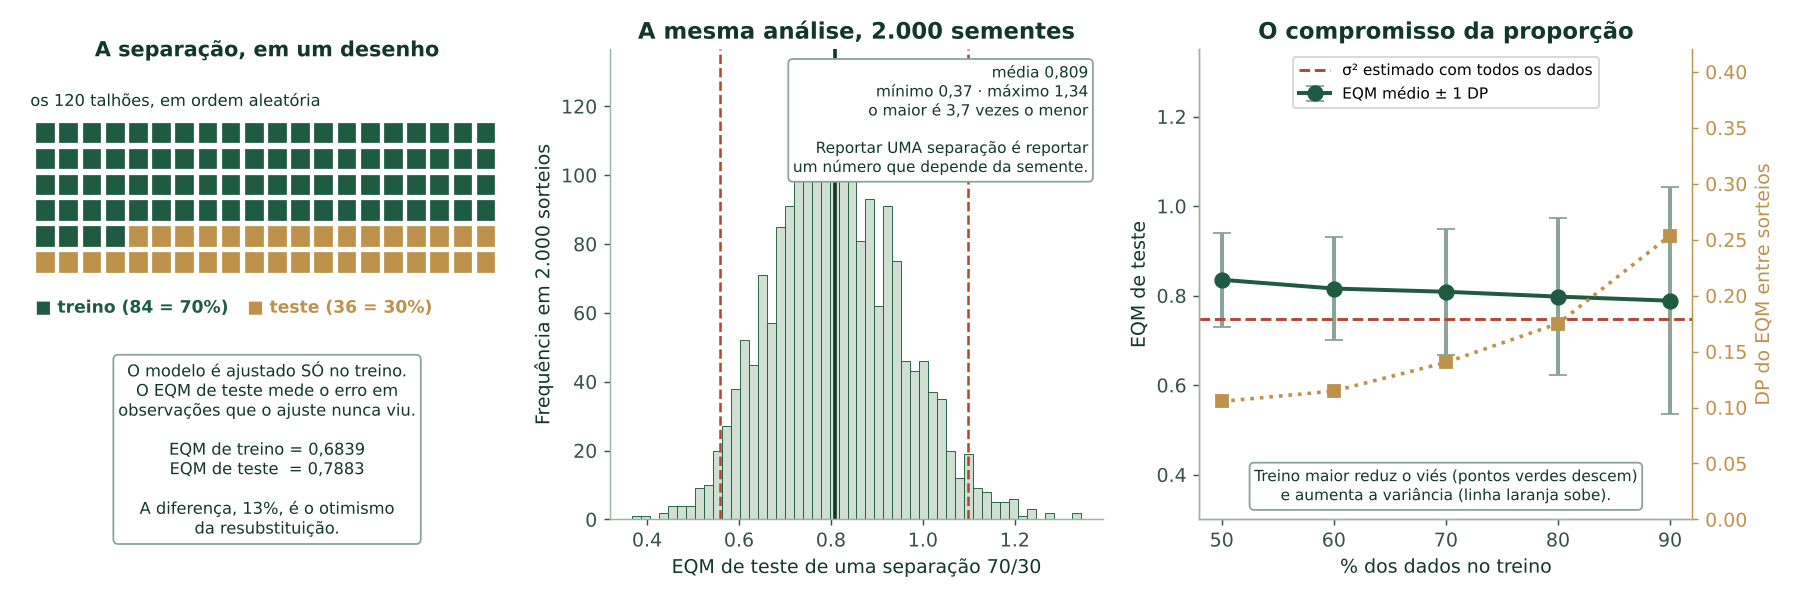 A separação, em um desenho
os 120 talhões, em ordem aleatória
treino (84 = 70%)
teste (36 = 30%)
O modelo é ajustado SÓ no treino.
O EQM de teste mede o erro em
observações que o ajuste nunca viu.
EQM de treino = 0,6839
EQM de teste = 0,7883
A diferença, 13%, é o otimismo
da resubstituição.
A mesma análise, 2.000 sementes
média 0,809
mínimo 0,37 · máximo 1,34
o maior é 3,7 vezes o menor
Reportar UMA separação é reportar
um número que depende da semente.
Frequência em 2.000 sorteios
120
100
80
60
40
20
0
0.4
0.6
0.8
1.0
1.2
EQM de teste de uma separação 70/30
O compromisso da proporção
σ² estimado com todos os dados
EQM médio ± 1 DP
EQM de teste
1.2
1.0
0.8
0.6
0.4
Treino maior reduz o viés (pontos verdes descem)
e aumenta a variância (linha laranja sobe).
50
60
70
80
90
% dos dados no treino
0.40
0.35
0.30
0.25
0.20
0.15
0.10
0.05
0.00
DP do EQM entre sorteios